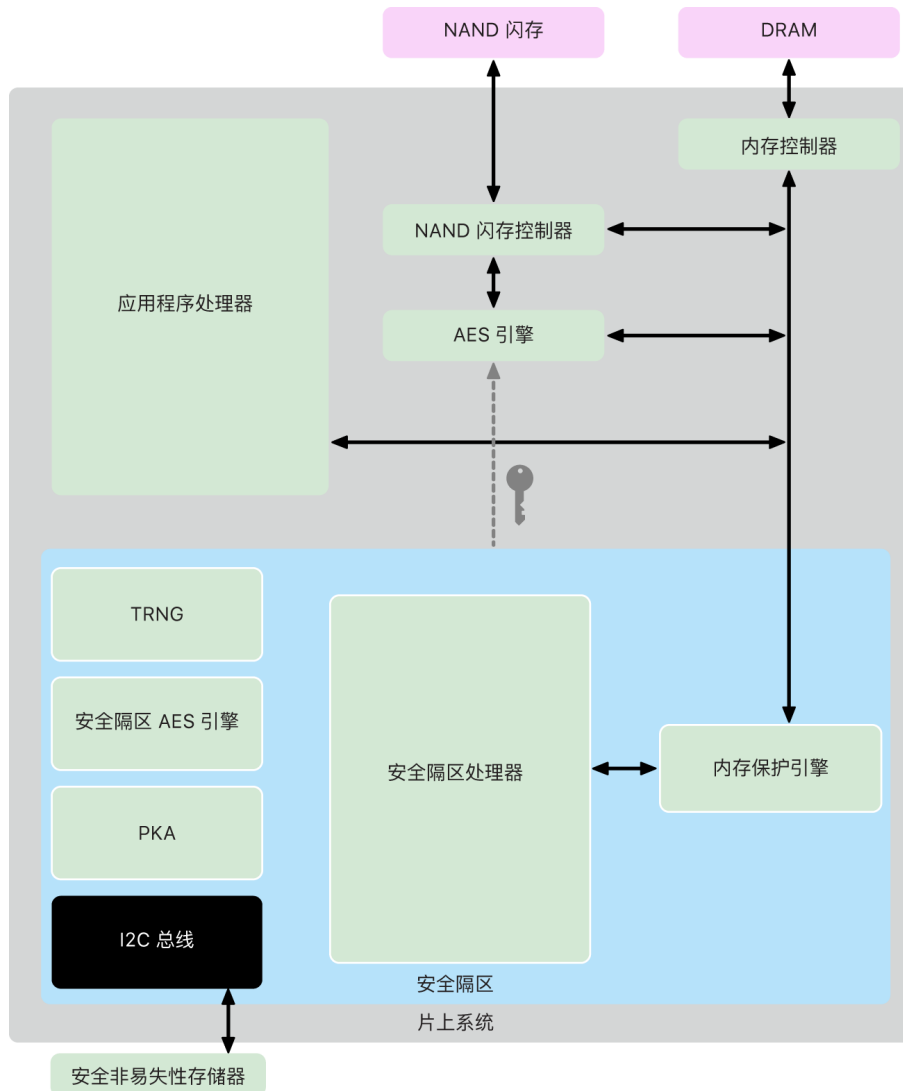 NAND 闪存
DRAM
内存控制器
NAND 闪存控制器
应用程序处理器
AES 引擎
TRNG
安全隔区 AES 引擎
安全隔区处理器
内存保护引擎
PKA
I2C 总线
安全隔区
片上系统
安全非易失性存储器